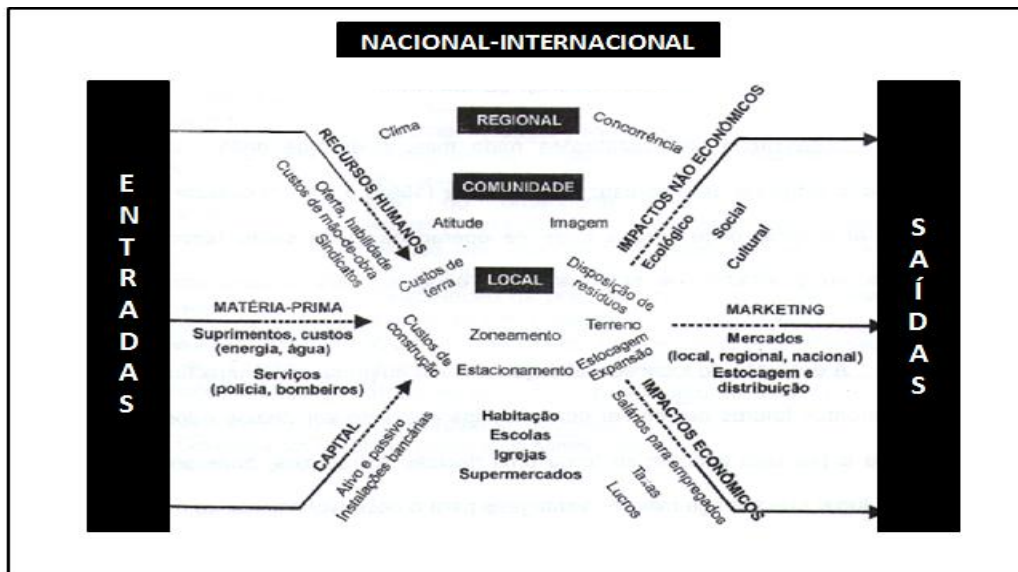 NACIONAL-INTERNACIONAL
ENTRADAS
RECURSOS HUMANOS
Oferta, habilidade
Custos de mão-de-obra
Sindicatos
MATÉRIA-PRIMA
Suprimentos, custos
(energia, água)
Serviços
(polícia, bombeiros)
CAPITAL
Ativo e passivo
Instalações bancárias
REGIONAL
Clima
Concorrência
COMUNIDADE
Atitude
Imagem
LOCAL
Custos de
terra
Disposição de
resíduos
Custos de
construção
Zoneamento
Terreno
Estacionamento
Estocagem
Expansão
Habitação
Escolas
Igrejas
Supermercados
IMPACTOS NÃO ECONÔMICOS
Ecológico
Social
Cultural
MARKETING
Mercados
(local, regional, nacional)
Estocagem e
distribuição
IMPACTOS ECONÔMICOS
Salários para empregados
Taxas
Lucros
SAÍDAS